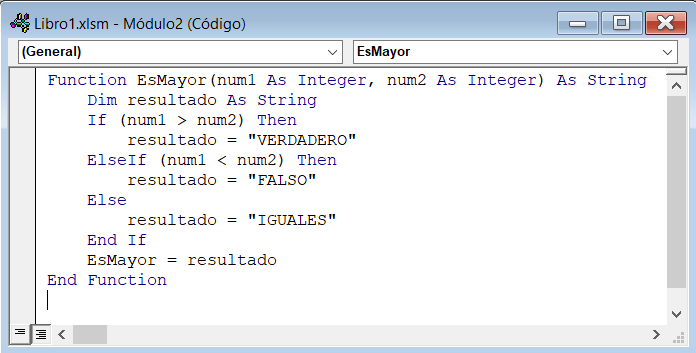 Libro1.xlsm - Módulo2 (Código)
(General) EsMayor
Function EsMayor(num1 As Integer, num2 As Integer) As String
    Dim resultado As String
    If (num1 > num2) Then
        resultado = "VERDADERO"
    ElseIf (num1 < num2) Then
        resultado = "FALSO"
    Else
        resultado = "IGUALES"
    End If
    EsMayor = resultado
End Function